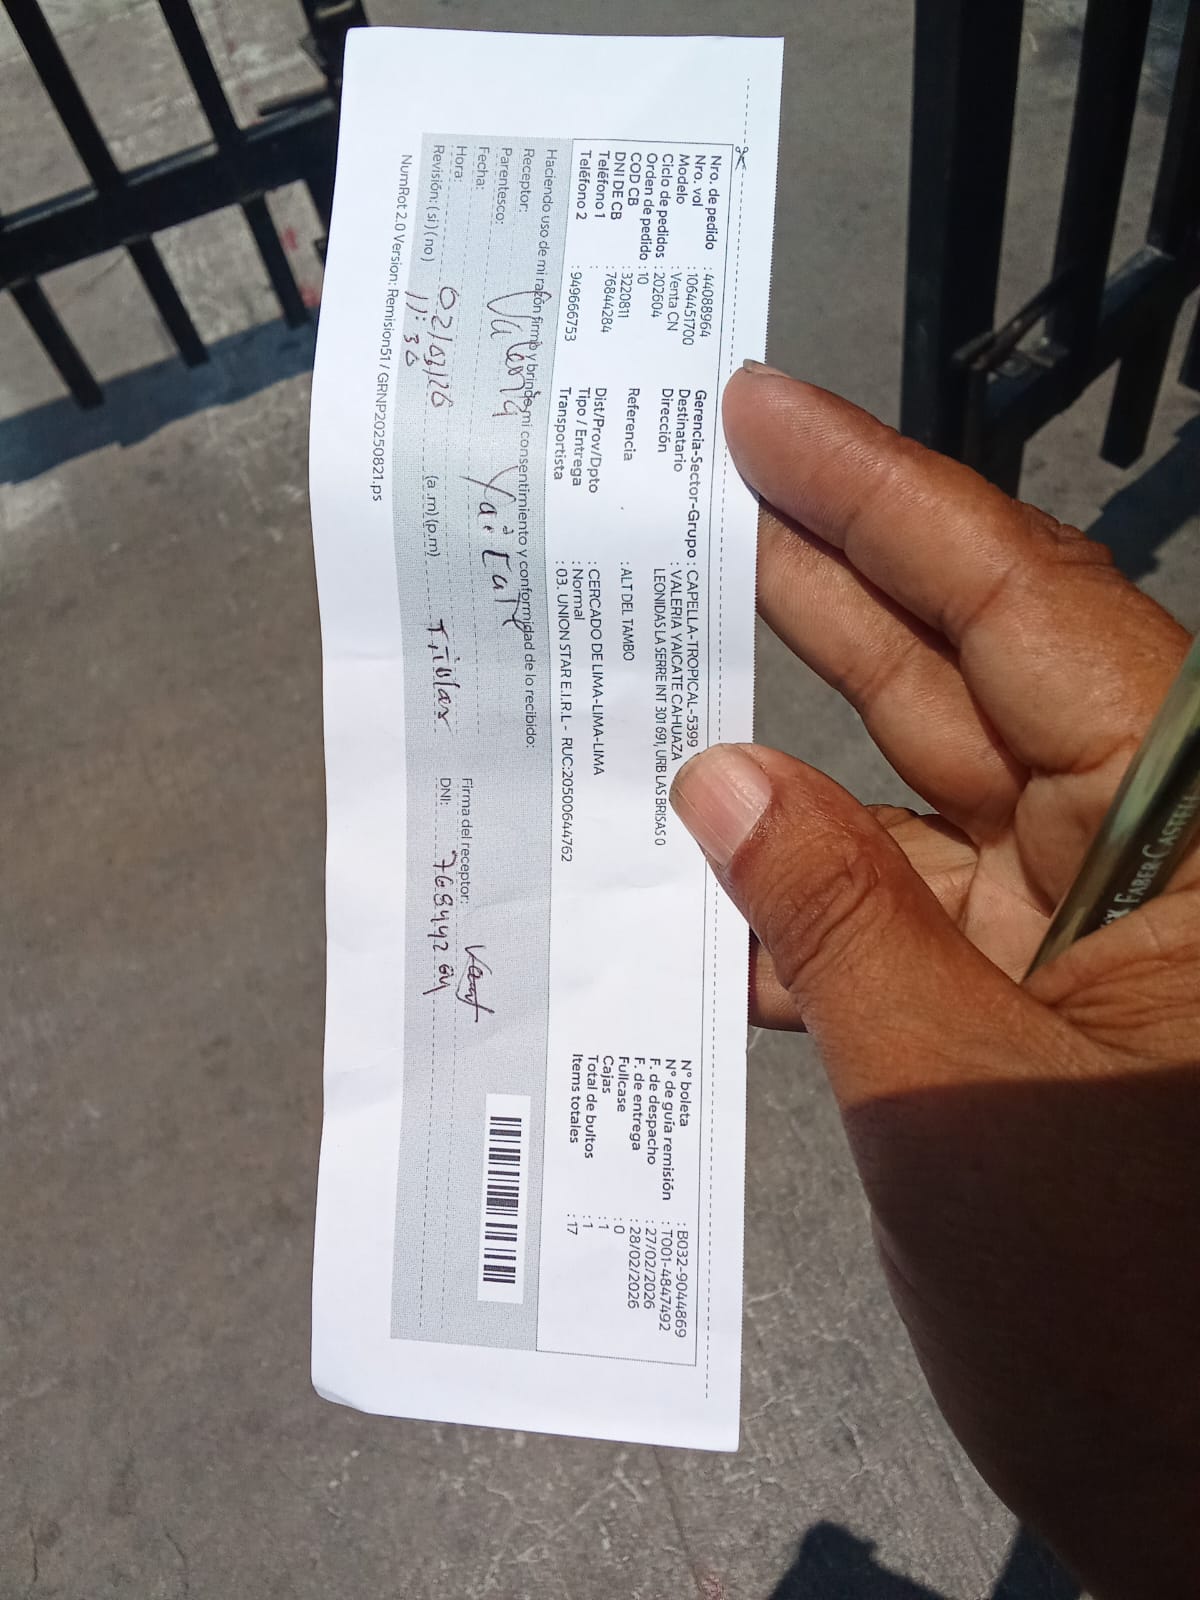 Nro. de pedido : 44088964
Nro. vol : 1064451700
Modelo : Venta CN
Ciclo de pedidos : 202604
Orden de pedido : 10
COD CB : 3220811
DNI DE CB : 76844284
Teléfono 1 :
Teléfono 2 : 949666753
Gerencia-Sector-Grupo : CAPELLA-TROPICAL-5399
Destinatario : VALERIA YAICATE CAHUAZA
Dirección LEONIDAS LA SERRE INT 301 691, URB LAS BRISAS 0
Referencia : ALT DEL TAMBO
Dist/Prov/Dpto : CERCADO DE LIMA-LIMA-LIMA
Tipo / Entrega : Normal
Transportista : 03. UNION STAR E.I.R.L - RUC:20500644762
N° boleta : B032-9044869
N° de guía remisión : T001-4847492
F. de despacho : 27/02/2026
F. de entrega : 28/02/2026
Fullcase : 0
Cajas : 1
Total de bultos : 1
Items totales : 17
Haciendo uso de mi razón firmo y brindo mi consentimiento y conformidad de lo recibido:
Receptor: Valeria Yaicate
Parentesco:
Fecha: 02/03/26
Hora: 11:30 (a.m)(p.m) Titular
Revisión: (si) (no)
Firma del receptor:
DNI: 76844284
NumRot 2.0 Version: Remision51 / GRNP20250821.ps
FABER CASTELL